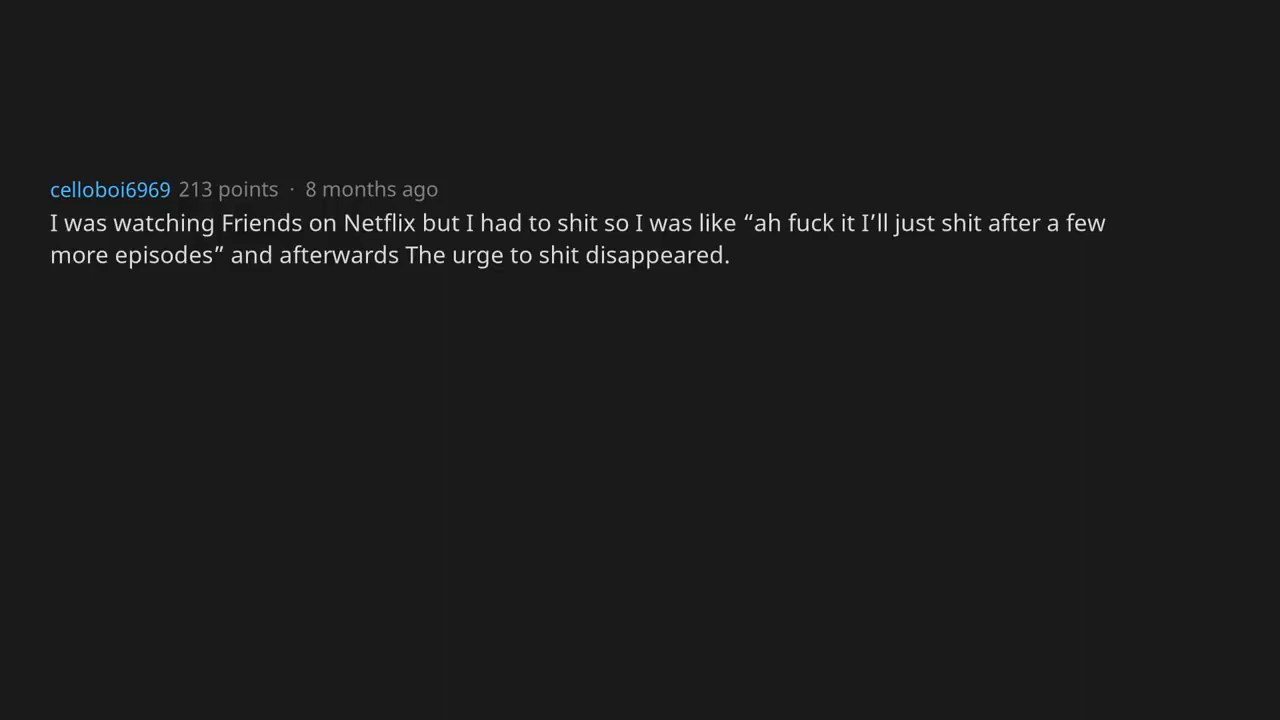 celloboi6969 213 points · 8 months ago
I was watching Friends on Netflix but I had to shit so I was like “ah fuck it I’ll just shit after a few
more episodes” and afterwards The urge to shit disappeared.